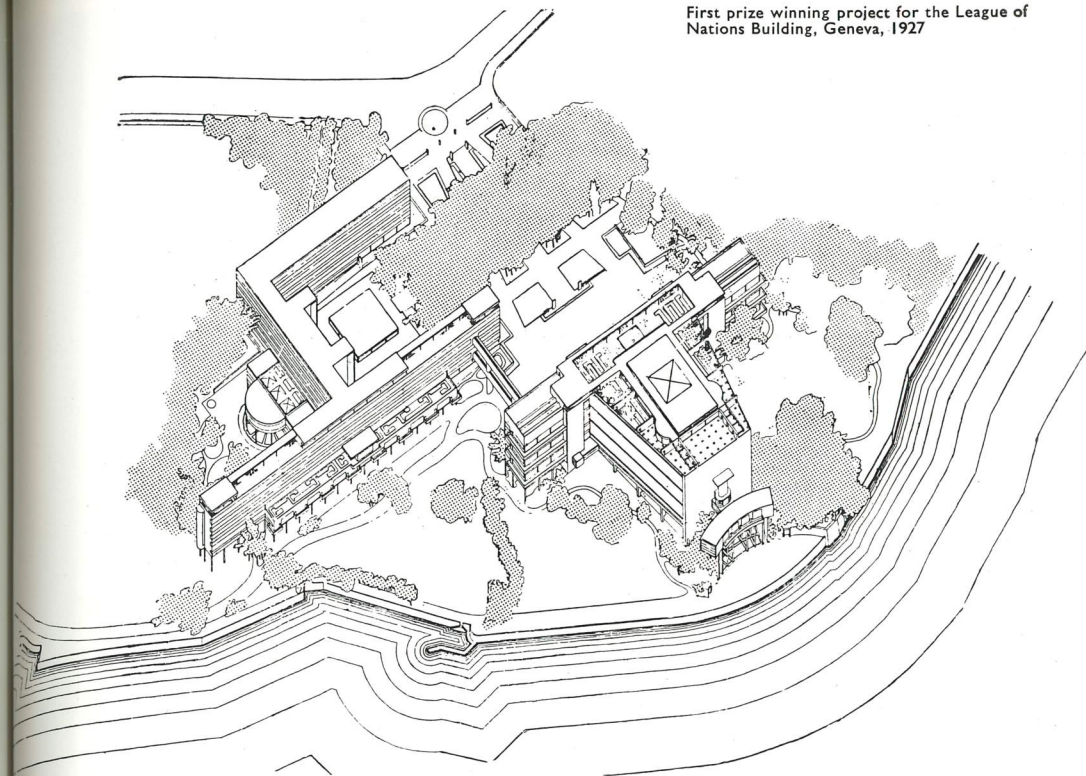 First prize winning project for the League of
Nations Building, Geneva, 1927